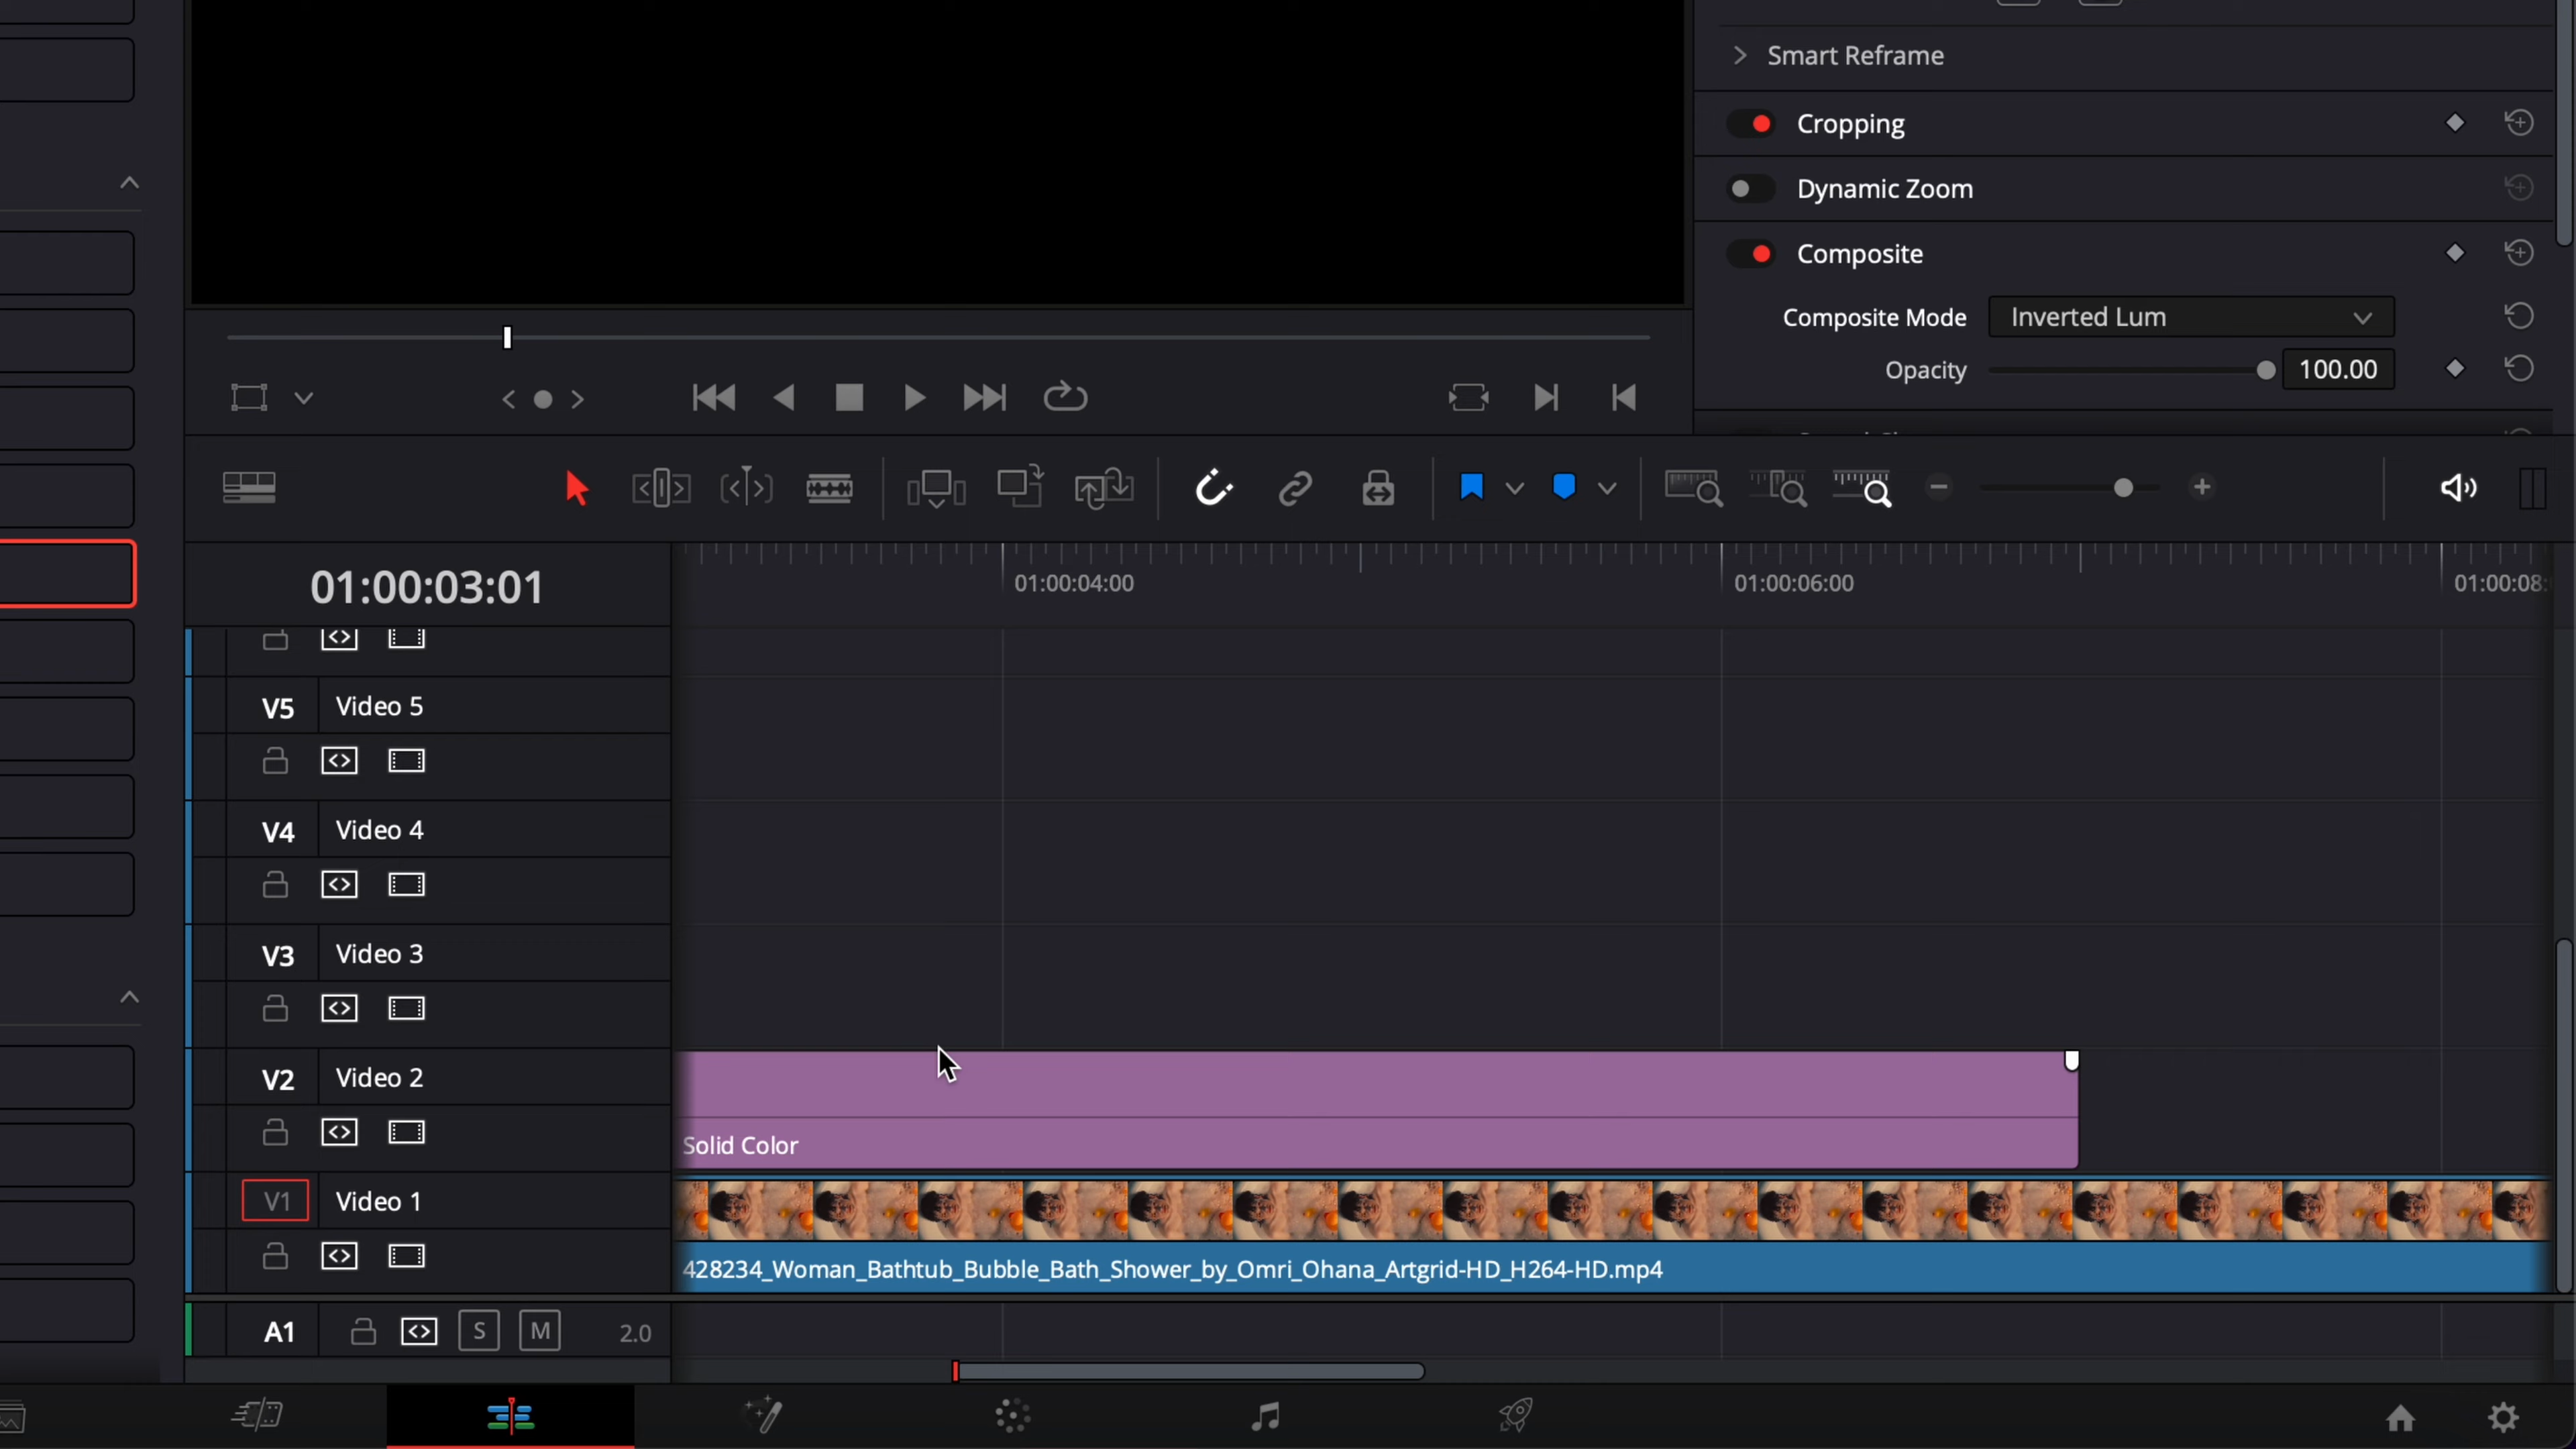 Smart Reframe
Cropping
Dynamic Zoom
Composite
Composite Mode
Inverted Lum
Opacity
100.00
01:00:03:01
01:00:04:00
01:00:06:00
01:00:08:
V5
Video 5
V4
Video 4
V3
Video 3
V2
Video 2
Solid Color
V1
Video 1
428234_Woman_Bathtub_Bubble_Bath_Shower_by_Omri_Ohana_Artgrid-HD_H264-HD.mp4
A1
S
M
2.0